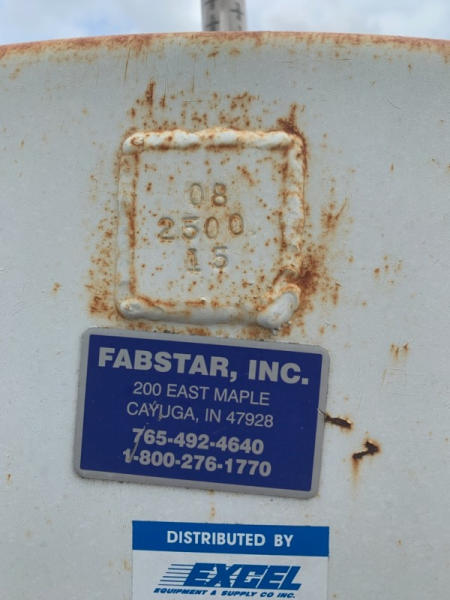 08
2500
15
FABSTAR, INC.
200 EAST MAPLE
CAYUGA, IN 47928
765-492-4640
1-800-276-1770
DISTRIBUTED BY
EXCEL
EQUIPMENT & SUPPLY CO INC.